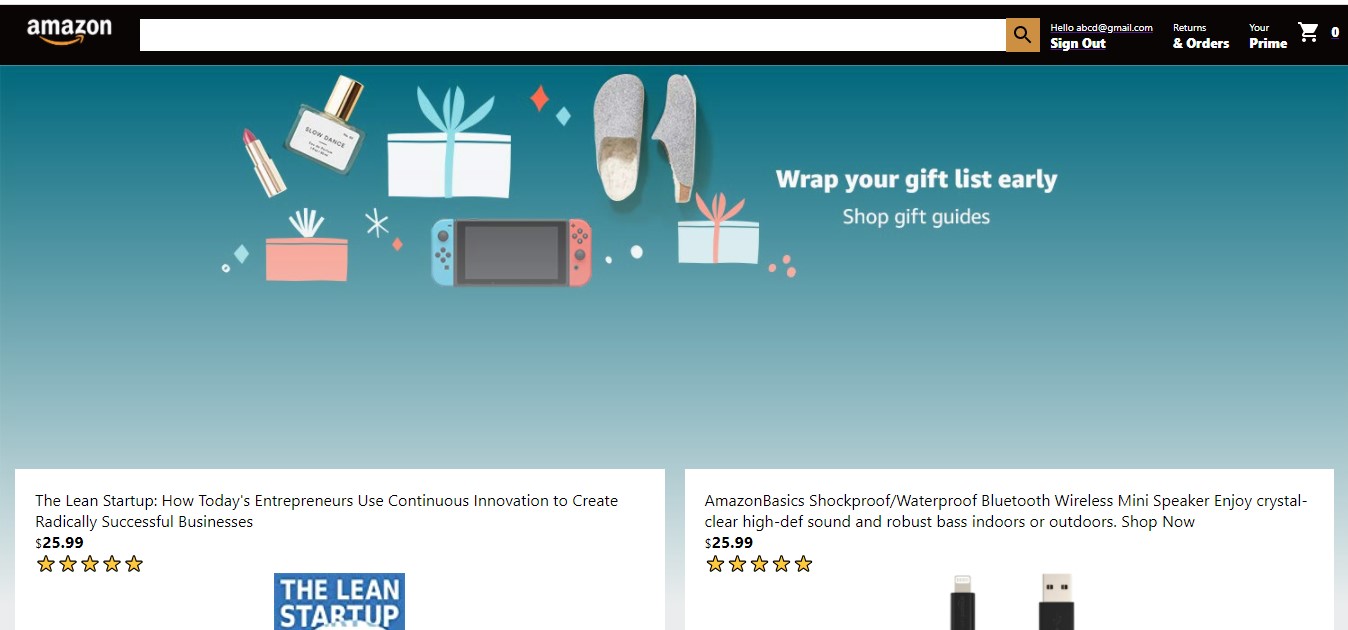 amazon
Hello abcd@gmail.com
Sign Out
Returns
& Orders
Your
Prime
0
SLOW DANCE
Wrap your gift list early
Shop gift guides
The Lean Startup: How Today's Entrepreneurs Use Continuous Innovation to Create
Radically Successful Businesses
$25.99
THE LEAN
STARTUP
AmazonBasics Shockproof/Waterproof Bluetooth Wireless Mini Speaker Enjoy crystal-
clear high-def sound and robust bass indoors or outdoors. Shop Now
$25.99